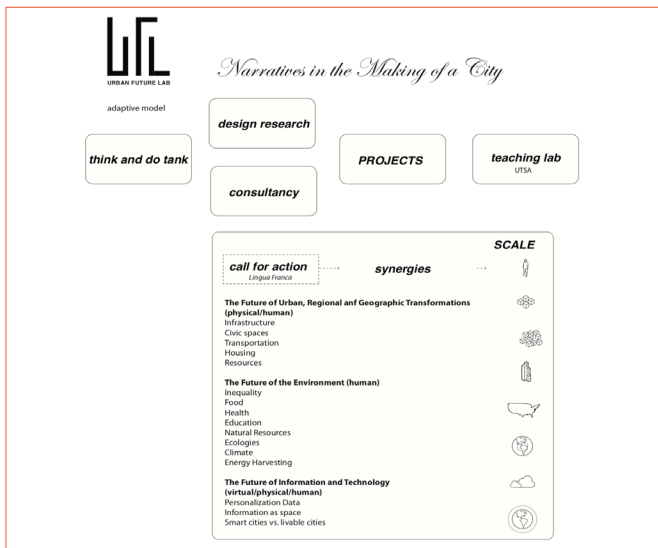 UFL
URBAN FUTURE LAB
Narratives in the Making of a City
adaptive model
think and do tank
design research
consultancy
PROJECTS
teaching lab
UTSA
SCALE
call for action
Lingua Franca
synergies
The Future of Urban, Regional anf Geographic Transformations
(physical/human)
Infrastructure
Civic spaces
Transportation
Housing
Resources
The Future of the Environment (human)
Inequality
Food
Health
Education
Natural Resources
Ecologies
Climate
Energy Harvesting
The Future of Information and Technology
(virtual/physical/human)
Personalization Data
Information as space
Smart cities vs. livable cities